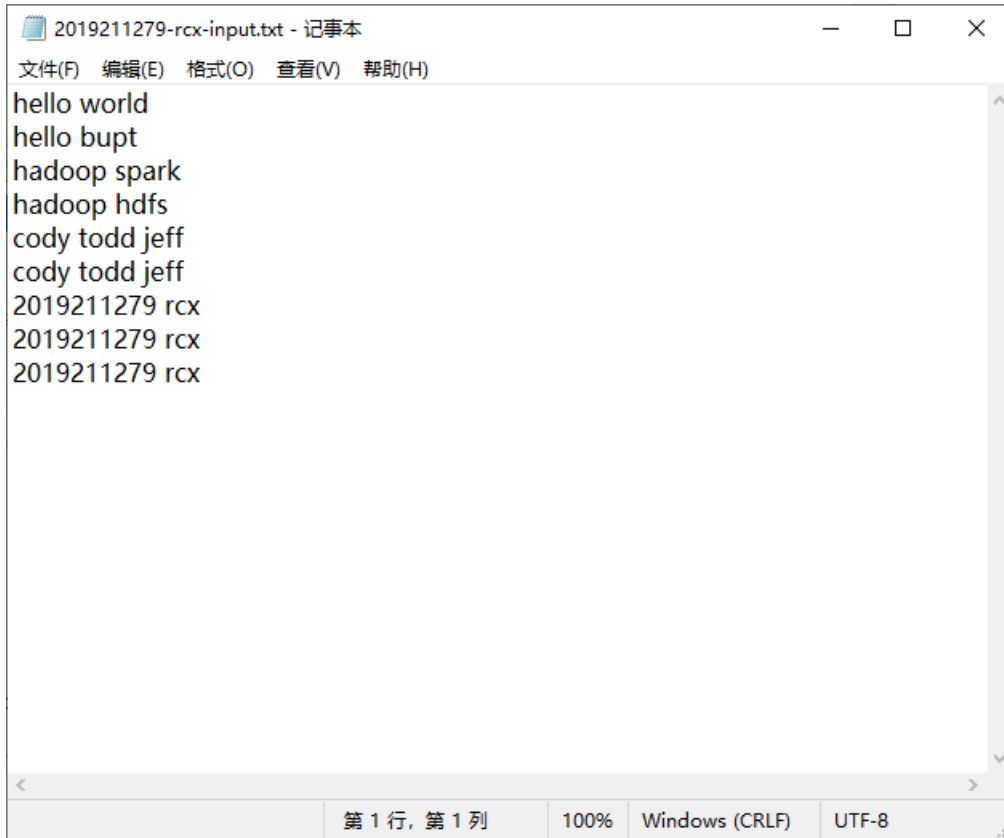 2019211279-rcx-input.txt - 记事本
文件(F) 编辑(E) 格式(O) 查看(V) 帮助(H)
hello world
hello bupt
hadoop spark
hadoop hdfs
cody todd jeff
cody todd jeff
2019211279 rcx
2019211279 rcx
2019211279 rcx
第 1 行，第 1 列 100% Windows (CRLF) UTF-8